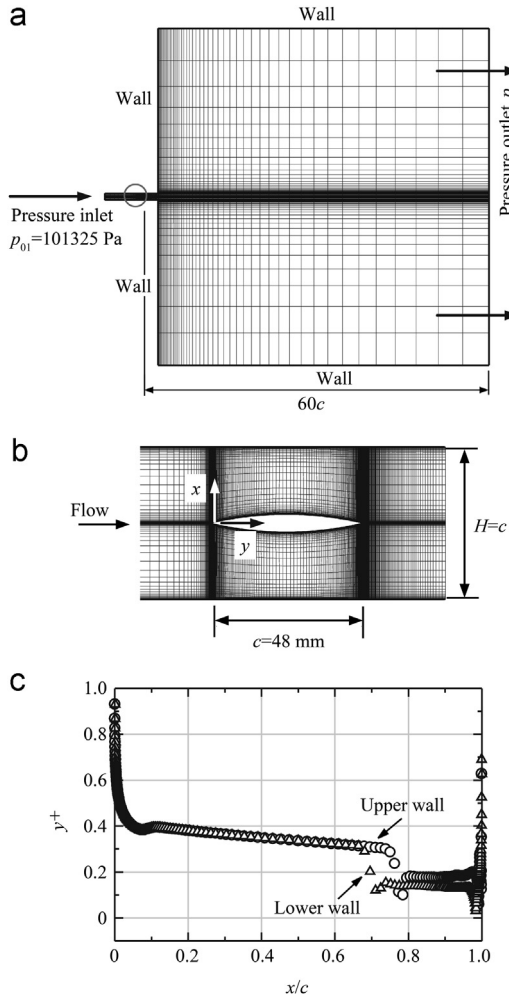 a
Wall
Wall
Pressure outlet p
Pressure inlet
p01=101325 Pa
Wall
Wall
60c
b
x
Flow
H=c
y
c=48 mm
c
1.0
0.8
0.6
Upper wall
y+
0.4
0.2
Lower wall
0
0 0.2 0.4 0.6 0.8 1.0
x/c